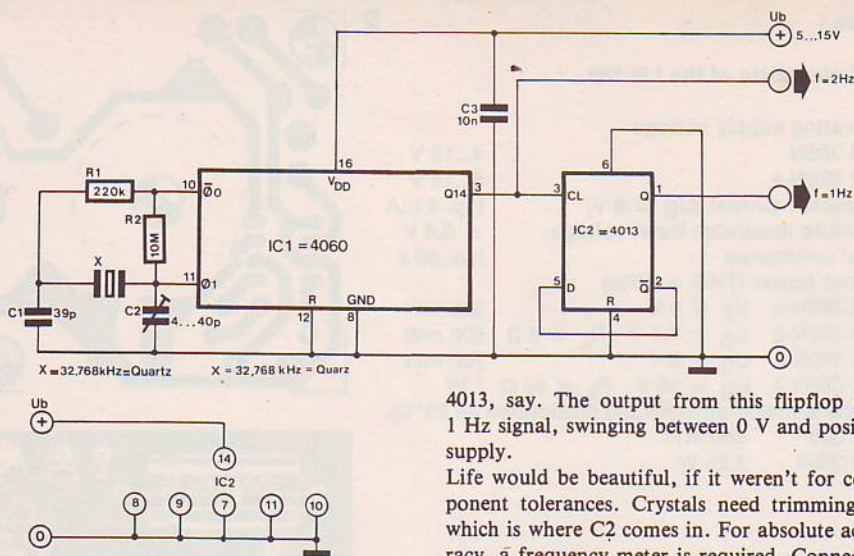 Ub
5...15V
f=2Hz
C3
10n
R1
220k
R2
10M
X
C1
39p
C2
4...40p
10
Φ̅0
11
Φ1
16
VDD
IC1 = 4060
Q14
3
R
12
GND
8
6
3
CL
Q
1
f=1Hz
IC2 = 4013
5
D
Q̅
2
R
4
0
X = 32,768kHz=Quartz
X = 32,768 kHz = Quarz
Ub
14
IC2
8
9
7
11
10
0
4013, say. The output from this flipflop
1 Hz signal, swinging between 0 V and
supply.
Life would be beautiful, if it weren't for
ponent tolerances. Crystals need trimming
which is where C2 comes in. For absolute
racy, a frequency meter is required.